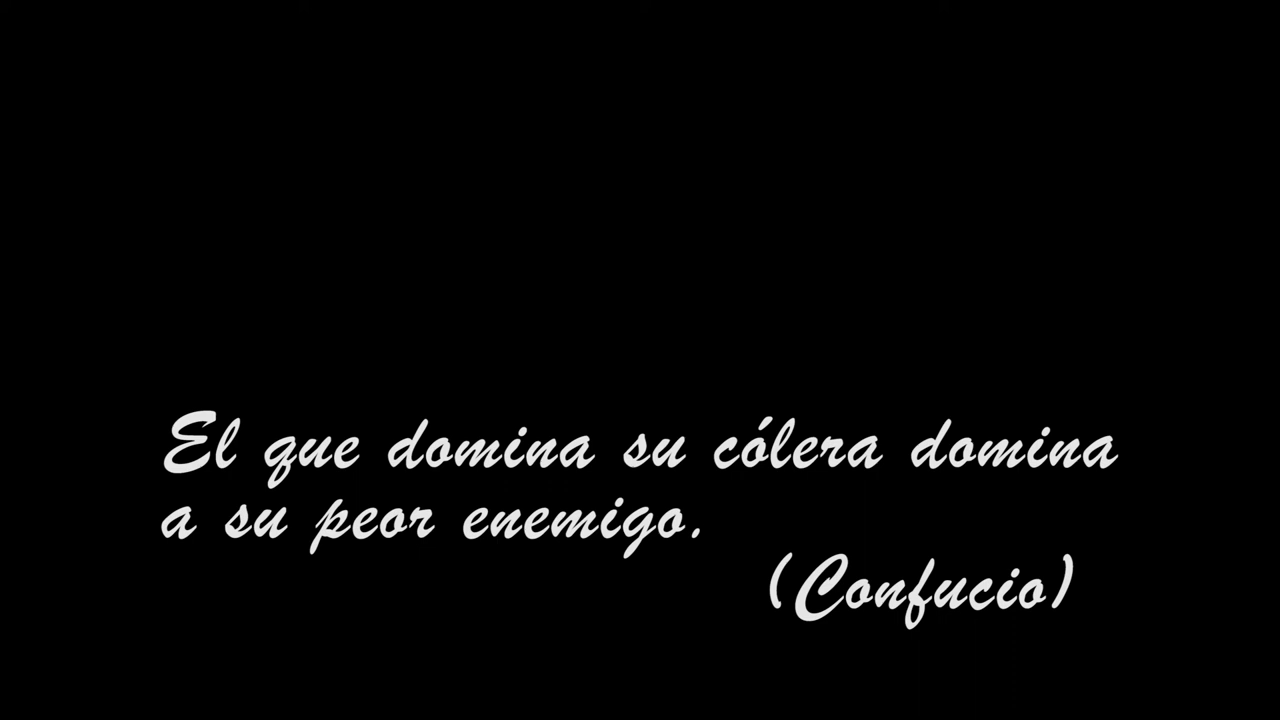 El que domina su cólera domina
a su peor enemigo.
(Confucio)